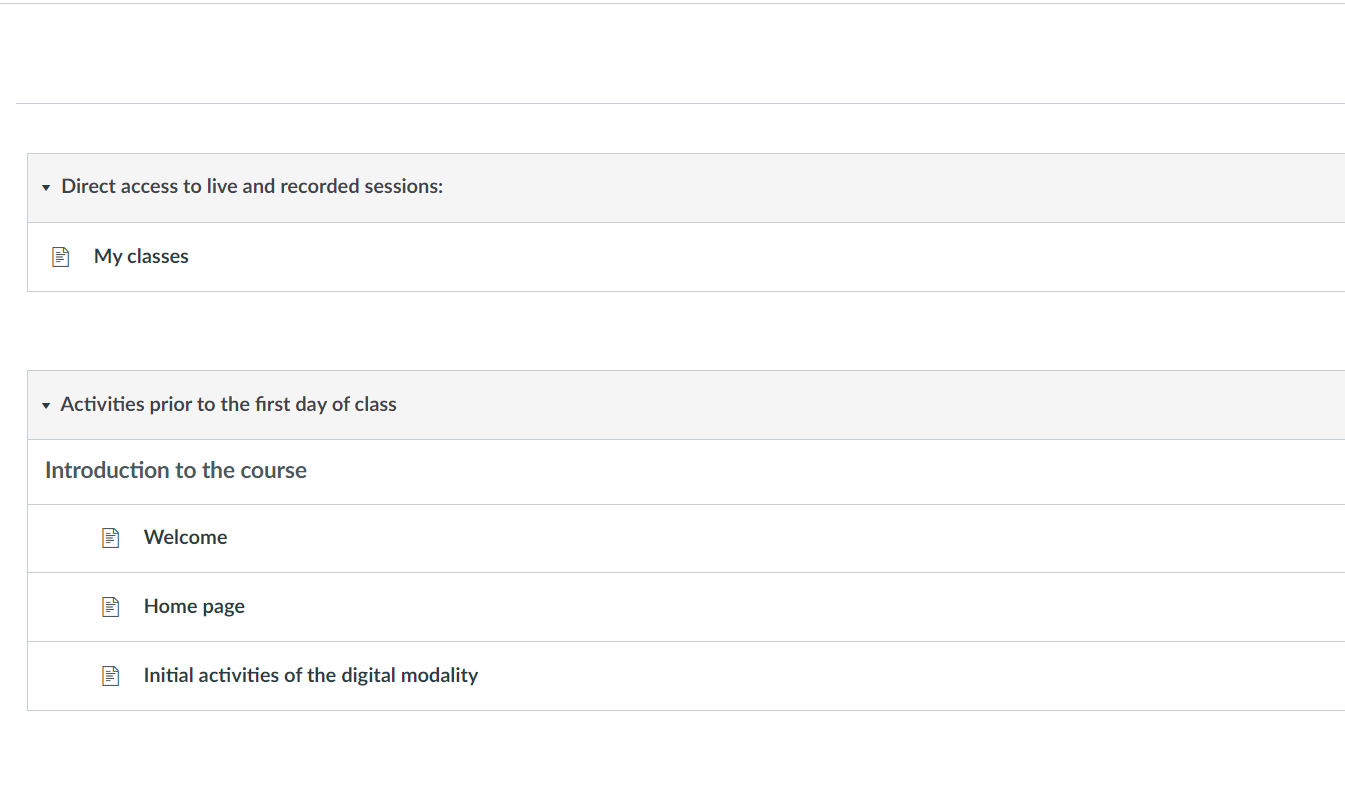 Direct access to live and recorded sessions:
My classes
Activities prior to the first day of class
Introduction to the course
Welcome
Home page
Initial activities of the digital modality